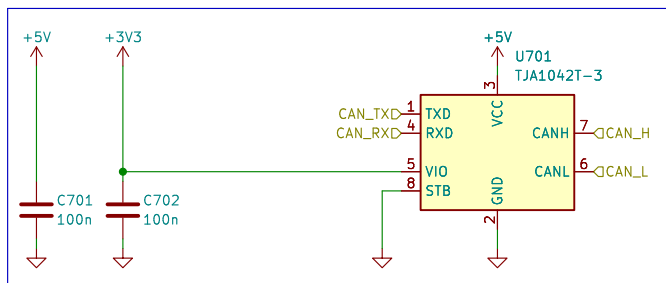 +5V
+3V3
+5V
U701
TJA1042T-3
3
VCC
CAN_TX
1
TXD
CAN_RX
4
RXD
CANH
7
CAN_H
5
VIO
CANL
6
CAN_L
8
STB
GND
2
C701
100n
C702
100n